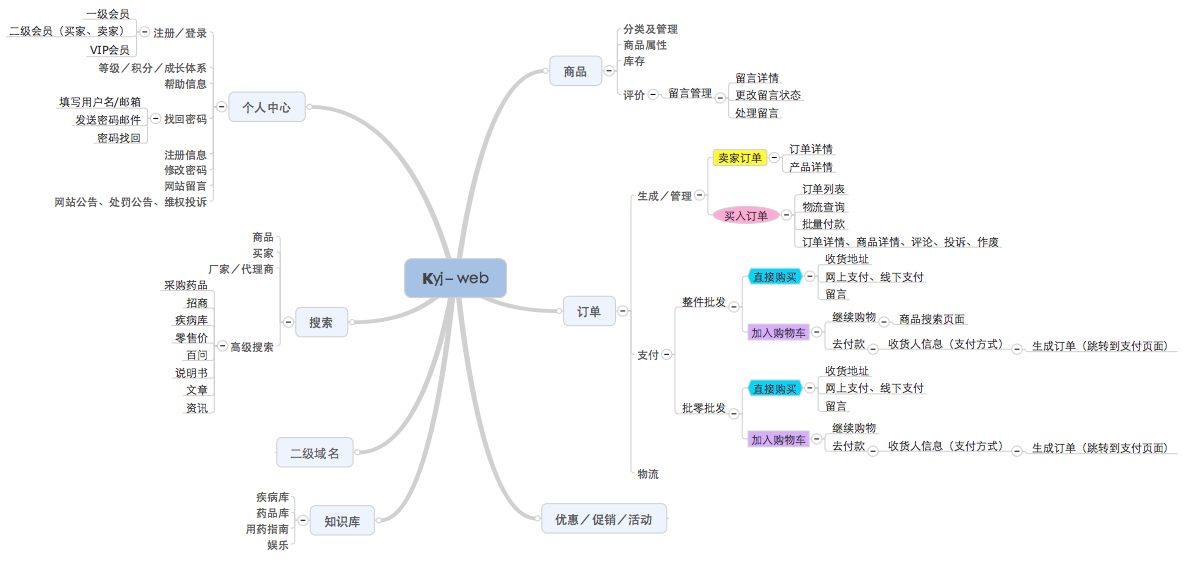 Kyj-web
个人中心
注册／登录
一级会员
二级会员（买家、卖家）
VIP会员
等级／积分／成长体系
帮助信息
找回密码
填写用户名/邮箱
发送密码邮件
密码找回
注册信息
修改密码
网站留言
网站公告、处罚公告、维权投诉
搜索
商品
买家
厂家／代理商
高级搜索
采购药品
招商
疾病库
零售价
百问
说明书
文章
资讯
二级域名
知识库
疾病库
药品库
用药指南
娱乐
商品
分类及管理
商品属性
库存
评价
留言管理
留言详情
更改留言状态
处理留言
订单
生成／管理
卖家订单
订单详情
产品详情
买入订单
订单列表
物流查询
批量付款
订单详情、商品详情、评论、投诉、作废
支付
整件批发
直接购买
收货地址
网上支付、线下支付
留言
加入购物车
继续购物
商品搜索页面
去付款
收货人信息（支付方式）
生成订单（跳转到支付页面）
批零批发
直接购买
收货地址
网上支付、线下支付
留言
加入购物车
继续购物
去付款
收货人信息（支付方式）
生成订单（跳转到支付页面）
物流
优惠／促销／活动